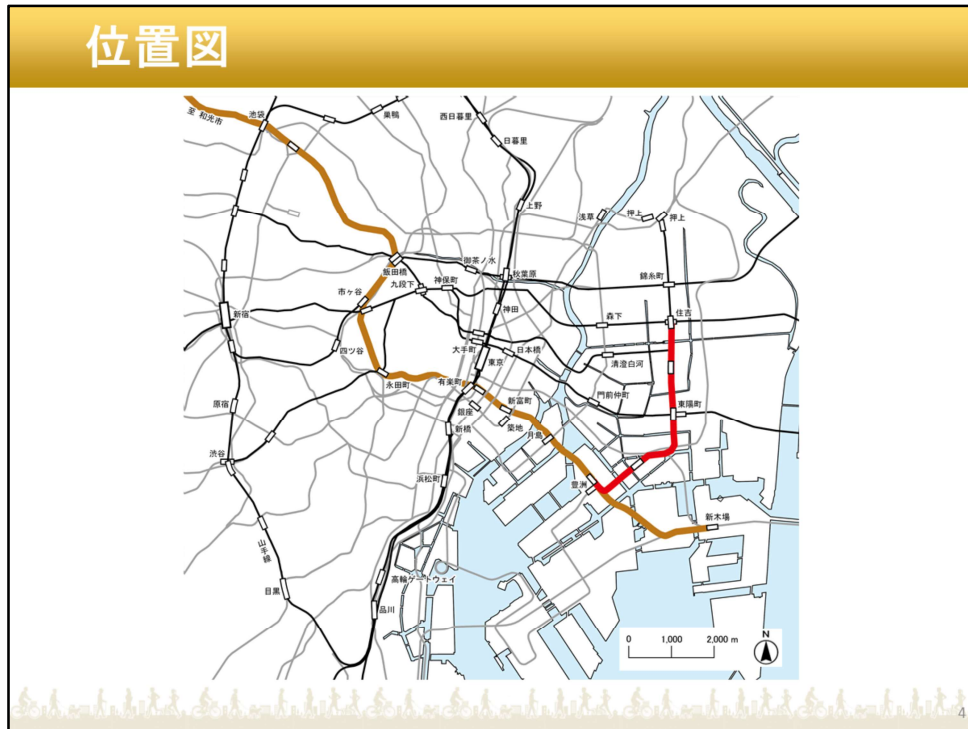 位置図
至 和光市
池袋
巣鴨
西日暮里
日暮里
上野
浅草
押上
押上
飯田橋
御茶ノ水
秋葉原
錦糸町
九段下
神保町
市ヶ谷
神田
森下
住吉
新宿
四ツ谷
大手町
日本橋
東京
清澄白河
永田町
有楽町
門前仲町
東陽町
原宿
銀座
新富町
築地
新橋
月島
渋谷
浜松町
豊洲
新木場
山手線
高輪ゲートウェイ
目黒
品川
0 1,000 2,000 m
N
4